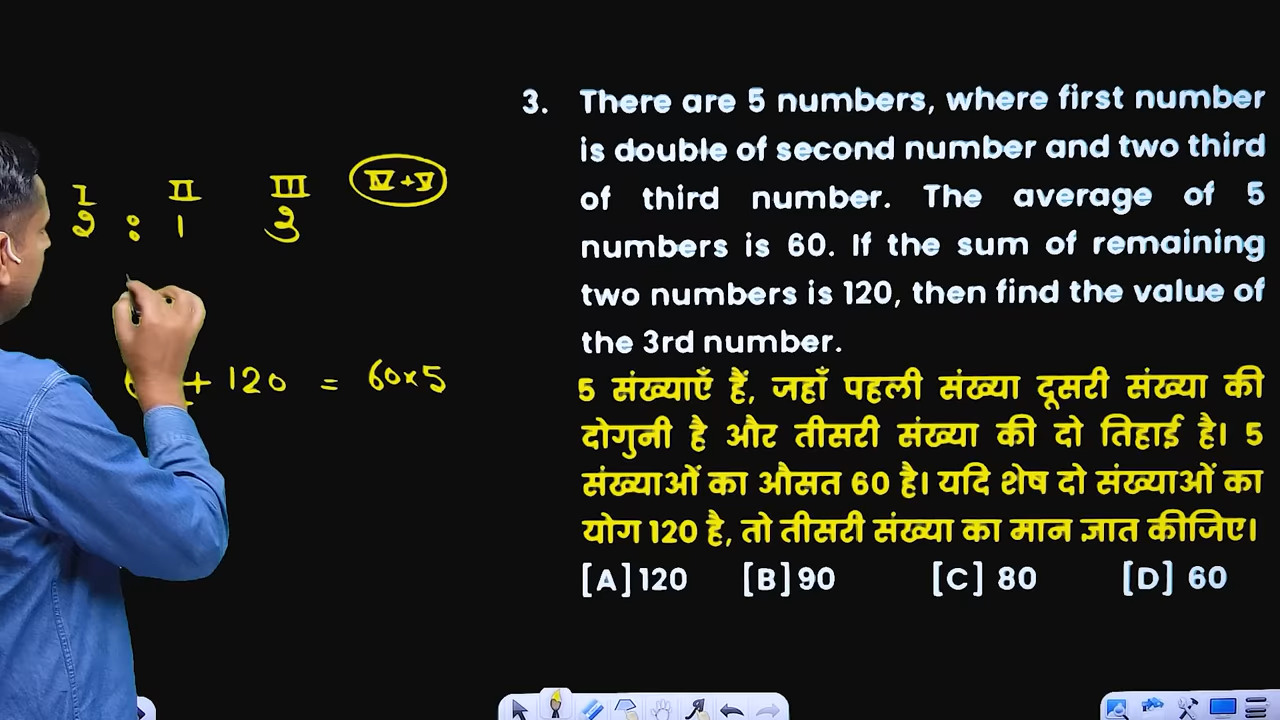 I II III IV + V
2 : 1 3
6 + 120 = 60x5
3. There are 5 numbers, where first number
is double of second number and two third
of third number. The average of 5
numbers is 60. If the sum of remaining
two numbers is 120, then find the value of
the 3rd number.
5 संख्याएँ हैं, जहाँ पहली संख्या दूसरी संख्या की
दोगुनी है और तीसरी संख्या की दो तिहाई है। 5
संख्याओं का औसत 60 है। यदि शेष दो संख्याओं का
योग 120 है, तो तीसरी संख्या का मान ज्ञात कीजिए।
[A] 120 [B] 90 [C] 80 [D] 60